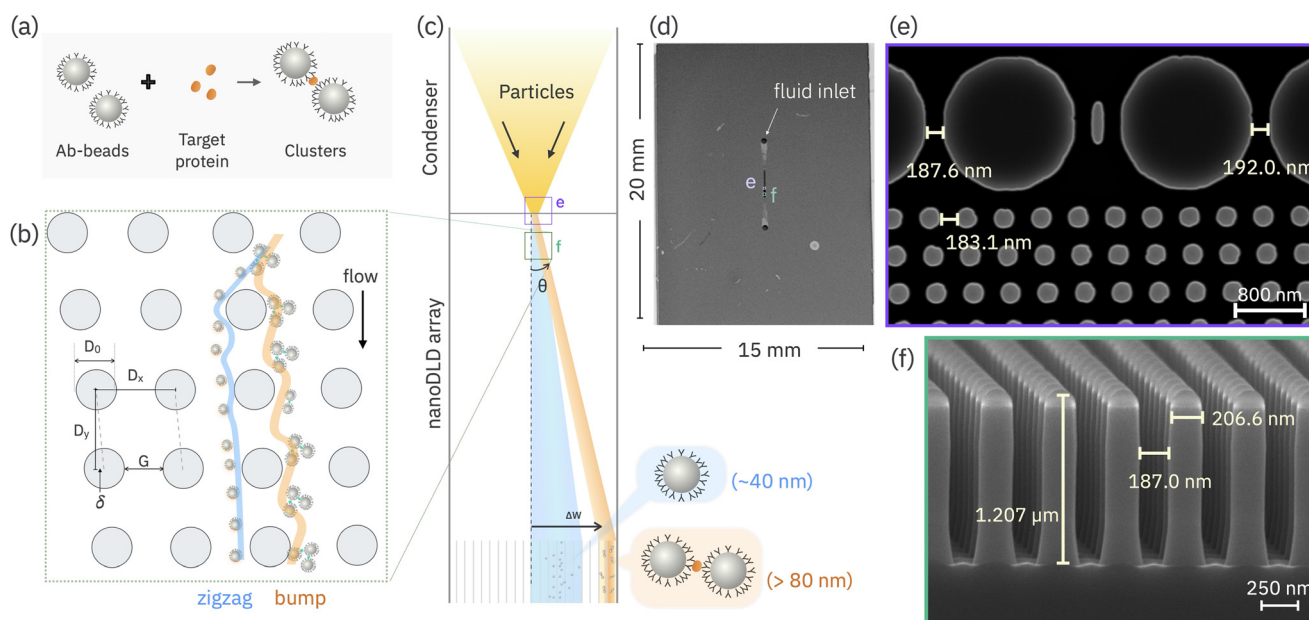 (a)
Ab-beads
Target
protein
Clusters
(b)
flow
D₀
Dₓ
Dᵧ
G
δ
zigzag
bump
(c)
Condenser
Particles
e
f
θ
nanoDLD array
Δw
(~40 nm)
(> 80 nm)
(d)
20 mm
fluid inlet
e
f
15 mm
(e)
187.6 nm
192.0. nm
183.1 nm
800 nm
(f)
206.6 nm
187.0 nm
1.207 μm
250 nm